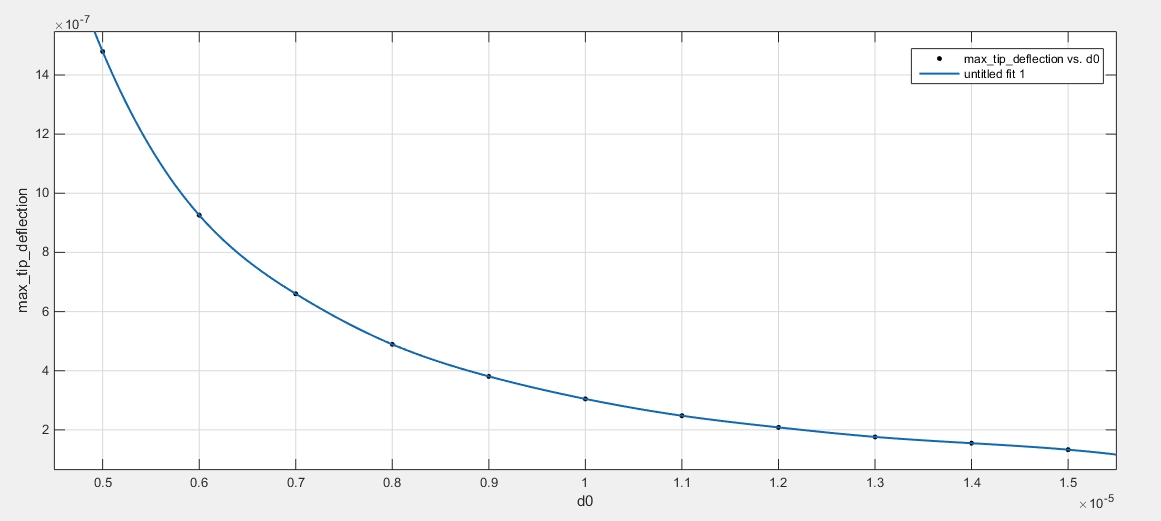 ×10⁻⁷
max_tip_deflection vs. d0
untitled fit 1
14
12
10
8
6
4
2
max_tip_deflection
0.5 0.6 0.7 0.8 0.9 1 1.1 1.2 1.3 1.4 1.5
d0
×10⁻⁵